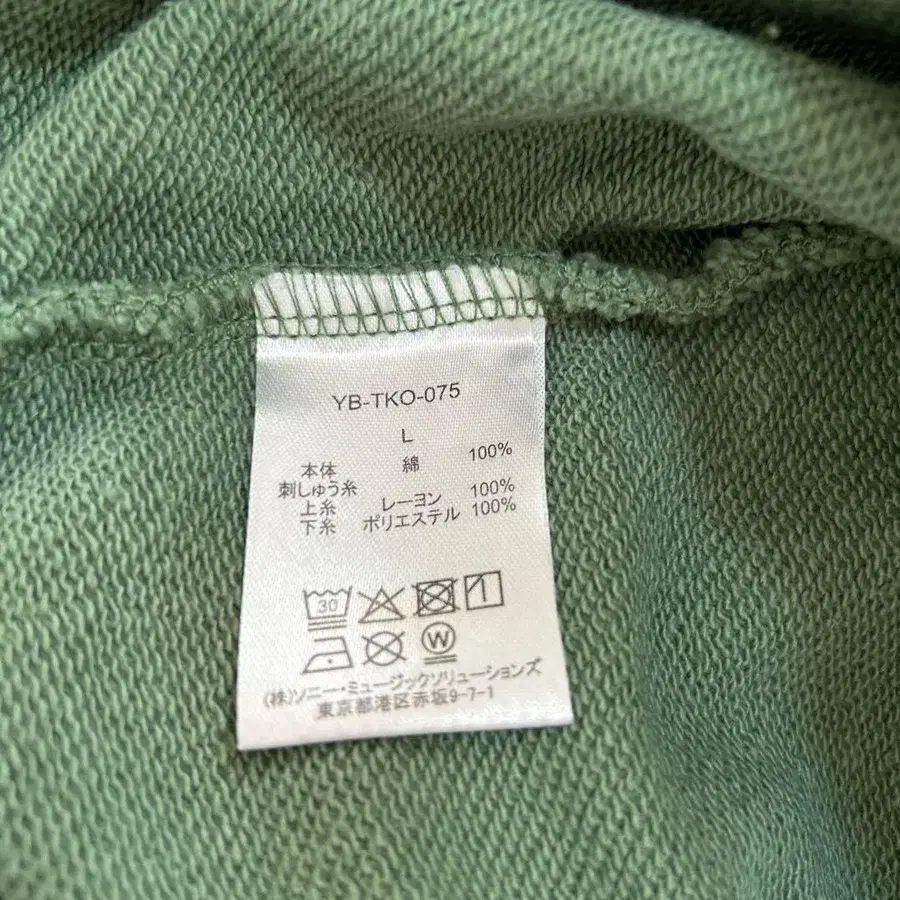 YB-TKO-075
L
本体 綿 100%
刺しゅう糸
上糸 レーヨン 100%
下糸 ポリエステル 100%
30
W
(株)ソニー・ミュージックソリューションズ
東京都港区赤坂9-7-1